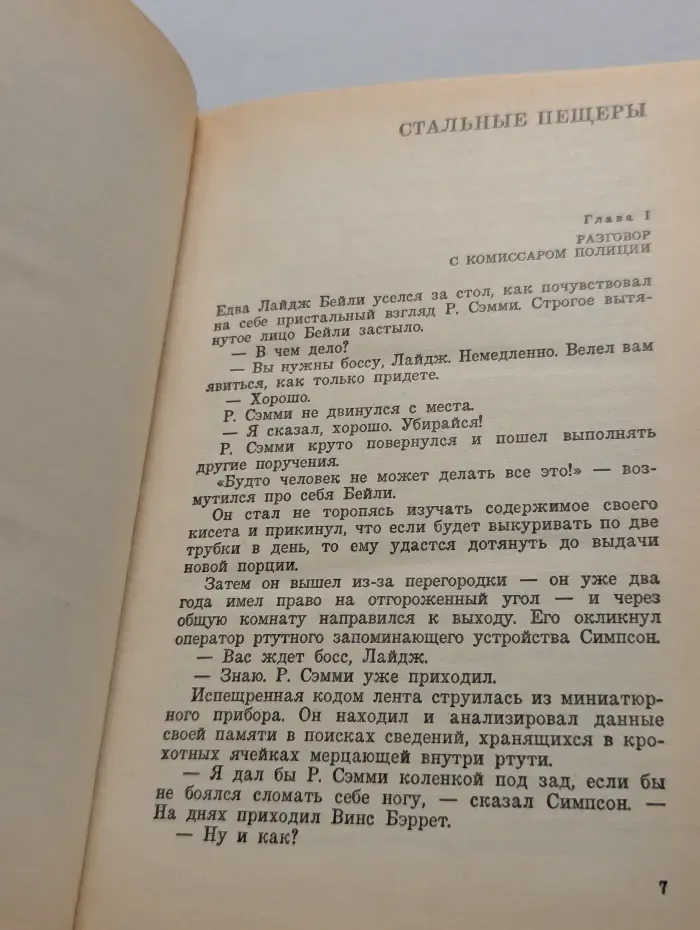 СТАЛЬНЫЕ ПЕЩЕРЫ
Глава I
РАЗГОВОР
С КОМИССАРОМ ПОЛИЦИИ
Едва Лайдж Бейли уселся за стол, как почувствовал
на себе пристальный взгляд Р. Сэмми. Строгое вытя-
нутое лицо Бейли застыло.
— В чем дело?
— Вы нужны боссу, Лайдж. Немедленно. Велел вам
явиться, как только придете.
— Хорошо.
Р. Сэмми не двинулся с места.
— Я сказал, хорошо. Убирайся!
Р. Сэмми круто повернулся и пошел выполнять
другие поручения.
«Будто человек не может делать все это!» — воз-
мутился про себя Бейли.
Он стал не торопясь изучать содержимое своего
кисета и прикинул, что если будет выкуривать по две
трубки в день, то ему удастся дотянуть до выдачи
новой порции.
Затем он вышел из-за перегородки — он уже два
года имел право на отгороженный угол — и через
общую комнату направился к выходу. Его окликнул
оператор ртутного запоминающего устройства Симпсон.
— Вас ждет босс, Лайдж.
— Знаю. Р. Сэмми уже приходил.
Испещренная кодом лента струилась из миниатюр-
ного прибора. Он находил и анализировал данные
своей памяти в поисках сведений, хранящихся в кро-
хотных ячейках мерцающей внутри ртути.
— Я дал бы Р. Сэмми коленкой под зад, если бы
не боялся сломать себе ногу, — сказал Симпсон. —
На днях приходил Винс Бэррет.
— Ну и как?
7